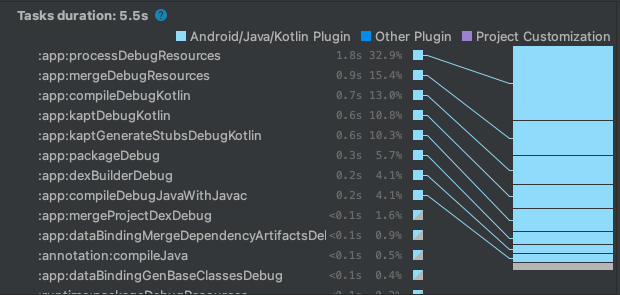 Tasks duration: 5.5s ?
Android/Java/Kotlin Plugin Other Plugin Project Customization
:app:processDebugResources 1.8s 32.9%
:app:mergeDebugResources 0.9s 15.4%
:app:compileDebugKotlin 0.7s 13.0%
:app:kaptDebugKotlin 0.6s 10.8%
:app:kaptGenerateStubsDebugKotlin 0.6s 10.3%
:app:packageDebug 0.3s 5.7%
:app:dexBuilderDebug 0.2s 4.1%
:app:compileDebugJavaWithJavac 0.2s 4.1%
:app:mergeProjectDexDebug <0.1s 1.6%
:app:dataBindingMergeDependencyArtifactsDel <0.1s 0.9%
:annotation:compileJava <0.1s 0.5%
:app:dataBindingGenBaseClassesDebug <0.1s 0.4%
:runtime:packageDebugResources